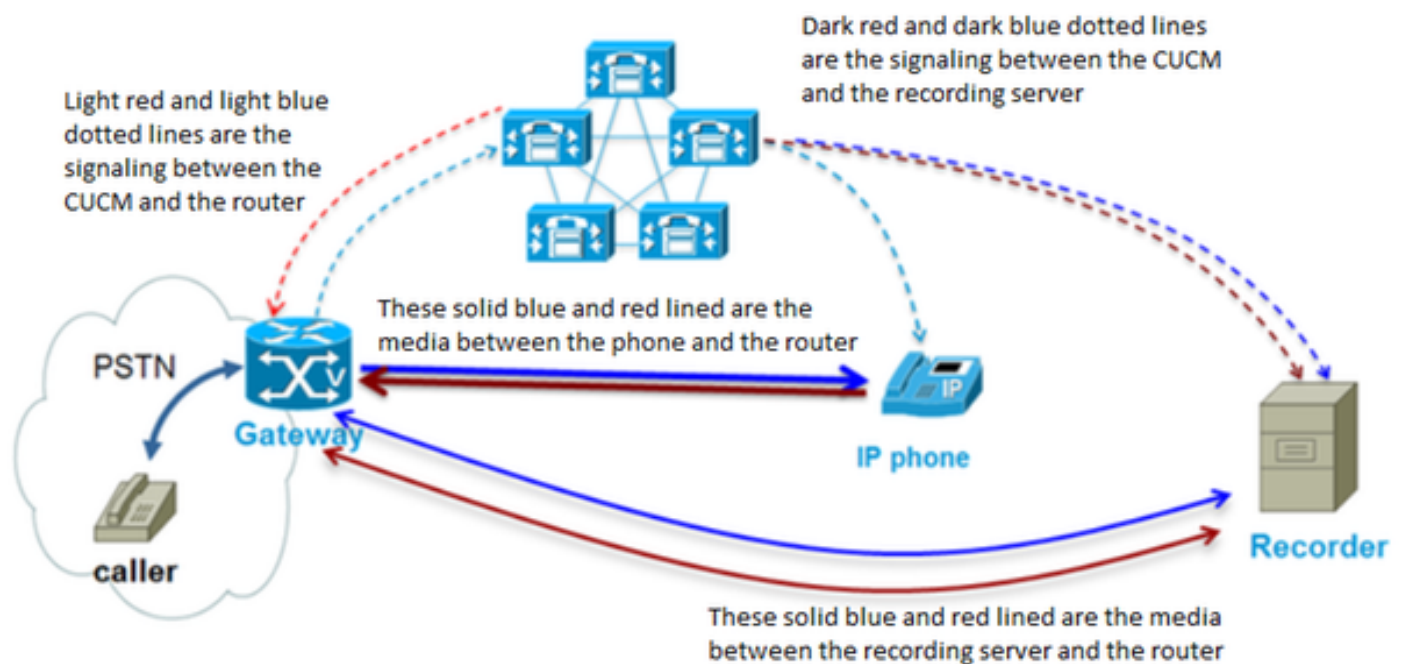 Dark red and dark blue dotted lines
are the signaling between the CUCM
and the recording server
Light red and light blue
dotted lines are the
signaling between the
CUCM and the router
These solid blue and red lined are the
media between the phone and the router
PSTN
V
IP
Gateway
IP phone
caller
Recorder
These solid blue and red lined are the media
between the recording server and the router